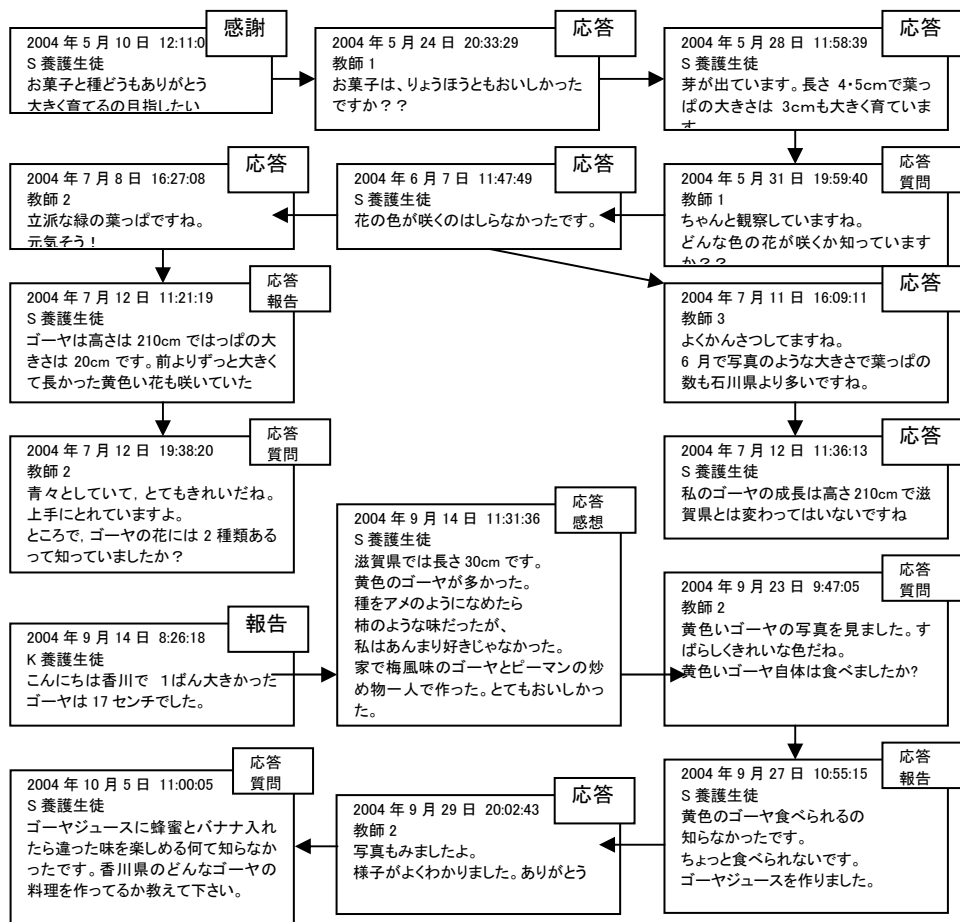 感謝
2004 年 5 月 10 日 12:11:0
S 養護生徒
お菓子と種どうもありがとう
大きく育てるの目指したい
応答
2004 年 5 月 24 日 20:33:29
教師 1
お菓子は、りょうほうともおいしかった
ですか？？
応答
2004 年 5 月 28 日 11:58:39
S 養護生徒
芽が出ています。長さ 4・5cmで葉っ
ぱの大きさは 3cmも大きく育ていま
す
応答
質問
2004 年 5 月 31 日 19:59:40
教師 1
ちゃんと観察していますね。
どんな色の花が咲くか知っています
か？？
応答
2004 年 6 月 7 日 11:47:49
S 養護生徒
花の色が咲くのはしらなかったです。
応答
2004 年 7 月 8 日 16:27:08
教師 2
立派な緑の葉っぱですね。
元気そう！
応答
報告
2004 年 7 月 12 日 11:21:19
S 養護生徒
ゴーヤは高さは 210cm ではっぱの大
きさは 20cm です。前よりずっと大きく
て長かった黄色い花も咲いていた
応答
2004 年 7 月 11 日 16:09:11
教師 3
よくかんさつしてますね。
6 月で写真のような大きさで葉っぱの
数も石川県より多いですね。
応答
質問
2004 年 7 月 12 日 19:38:20
教師 2
青々としていて，とてもきれいだね。
上手にとれていますよ。
ところで，ゴーヤの花には 2 種類ある
って知っていましたか？
応答
2004 年 7 月 12 日 11:36:13
S 養護生徒
私のゴーヤの成長は高さ210cmで滋
賀県とは変わってはいないですね
報告
2004 年 9 月 14 日 8:26:18
K 養護生徒
こんにちは香川で 1ばん大きかった
ゴーヤは 17 センチでした。
応答
感想
2004 年 9 月 14 日 11:31:36
S 養護生徒
滋賀県では長さ 30cm です。
黄色のゴーヤが多かった。
種をアメのようになめたら
柿のような味だったが、
私はあんまり好きじゃなかった。
家で梅風味のゴーヤとピーマンの炒
め物一人で作った。とてもおいしかっ
た。
応答
質問
2004 年 9 月 23 日 9:47:05
教師 2
黄色いゴーヤの写真を見ました。す
ばらしくきれいな色だね。
黄色いゴーヤ自体は食べましたか?
応答
報告
2004 年 9 月 27 日 10:55:15
S 養護生徒
黄色のゴーヤ食べられるの
知らなかったです。
ちょっと食べられないです。
ゴーヤジュースを作りました。
応答
2004 年 9 月 29 日 20:02:43
教師 2
写真もみましたよ。
様子がよくわかりました。ありがとう
応答
質問
2004 年 10 月 5 日 11:00:05
S 養護生徒
ゴーヤジュースに蜂蜜とバナナ入れ
たら違った味を楽しめる何て知らなか
ったです。香川県のどんなゴーヤの
料理を作ってるか教えて下さい。